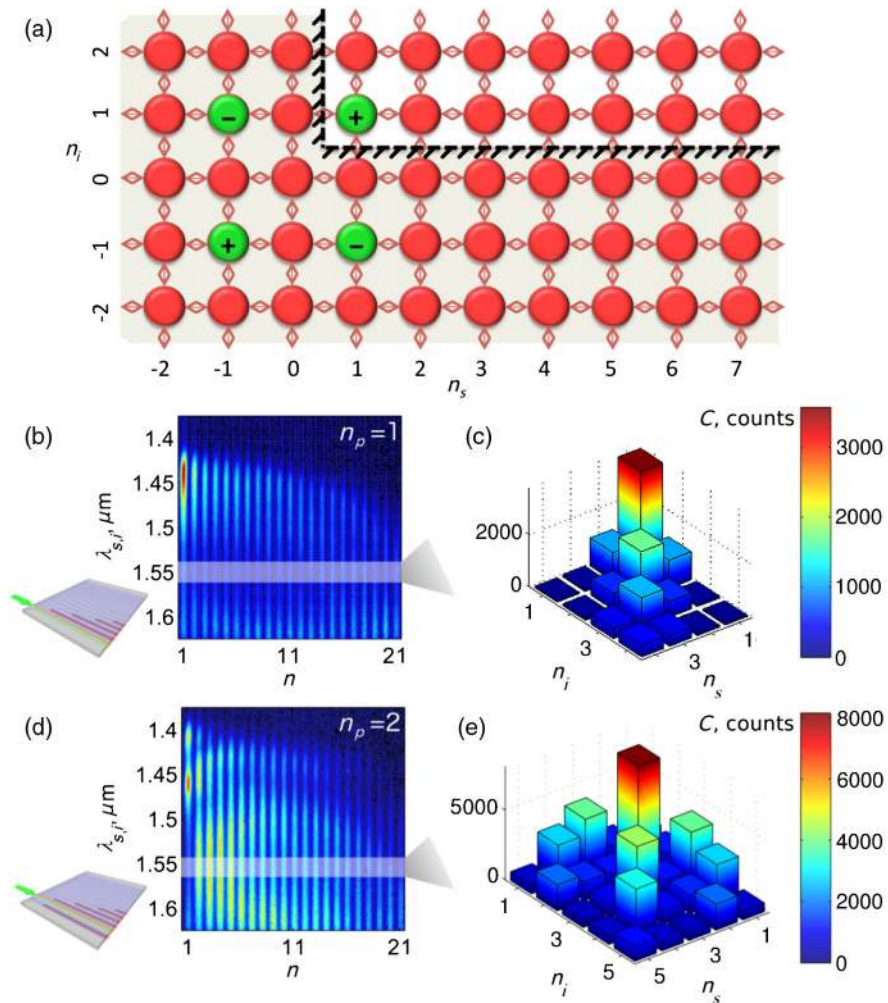 (a)
n_i
2
1
0
-1
-2
− +
+ −
-2 -1 0 1 2 3 4 5 6 7
n_s
(b)
n_p=1
λ_s,i, μm
1.4
1.45
1.5
1.55
1.6
1 11 21
n
(c)
C, counts
2000
0
1
3
n_i
3
1
n_s
3000
2000
1000
0
(d)
n_p=2
λ_s,i, μm
1.4
1.45
1.5
1.55
1.6
1 11 21
n
(e)
C, counts
5000
0
1
3
5
n_i
5
3
1
n_s
8000
6000
4000
2000
0